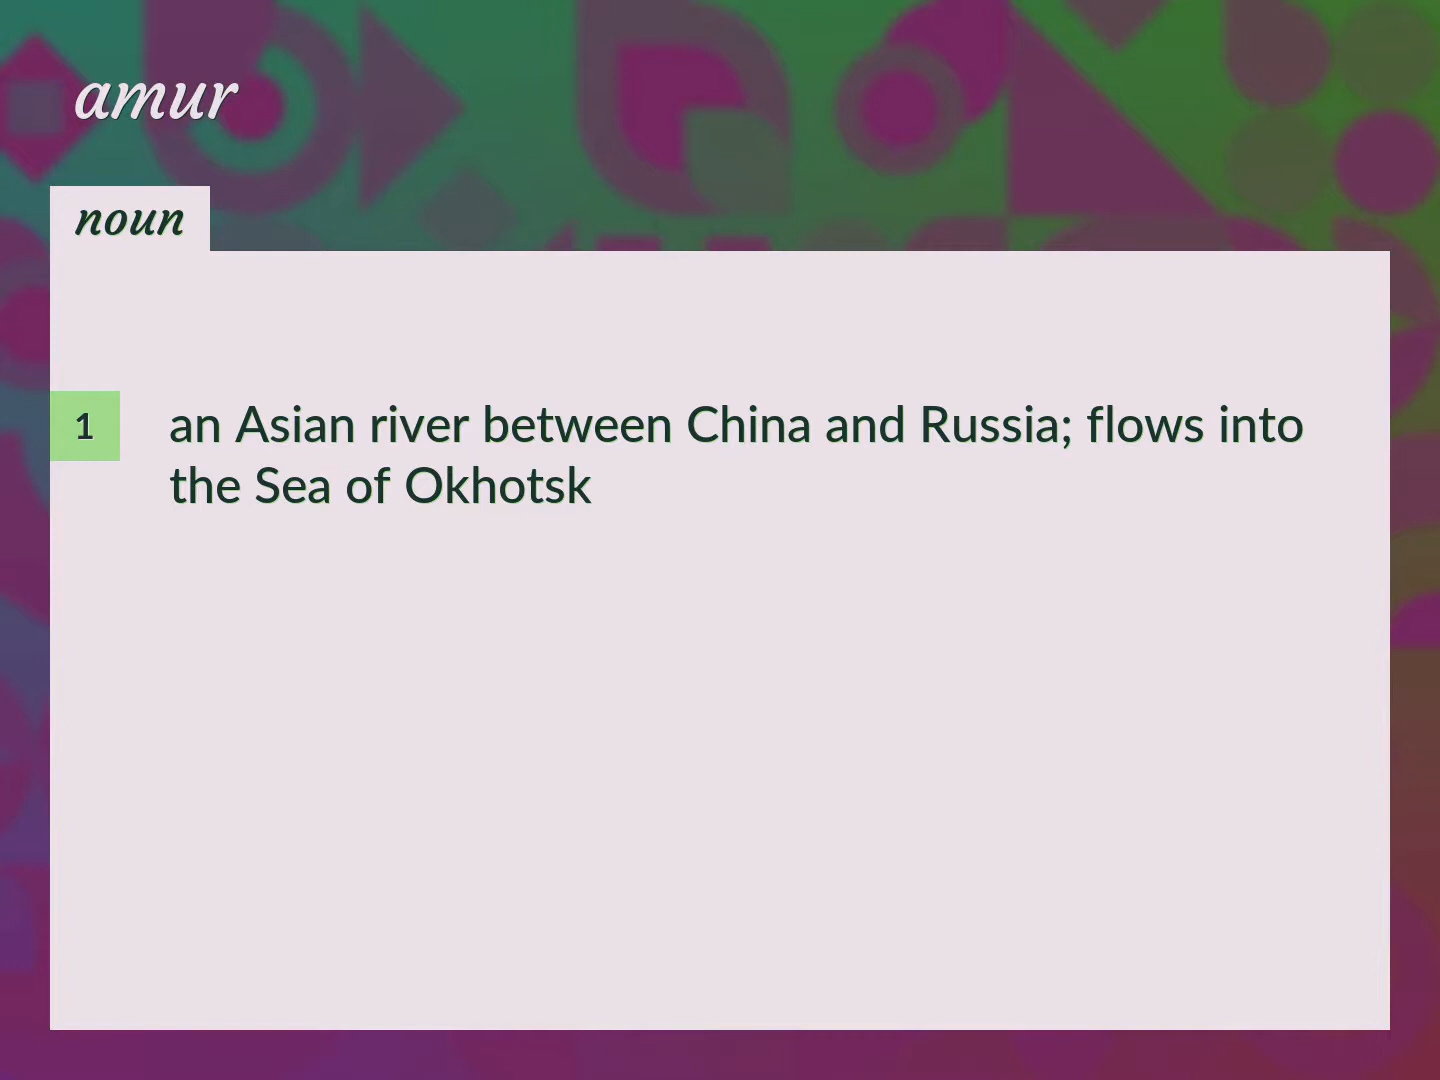 amur
noun
1 an Asian river between China and Russia; flows into
the Sea of Okhotsk